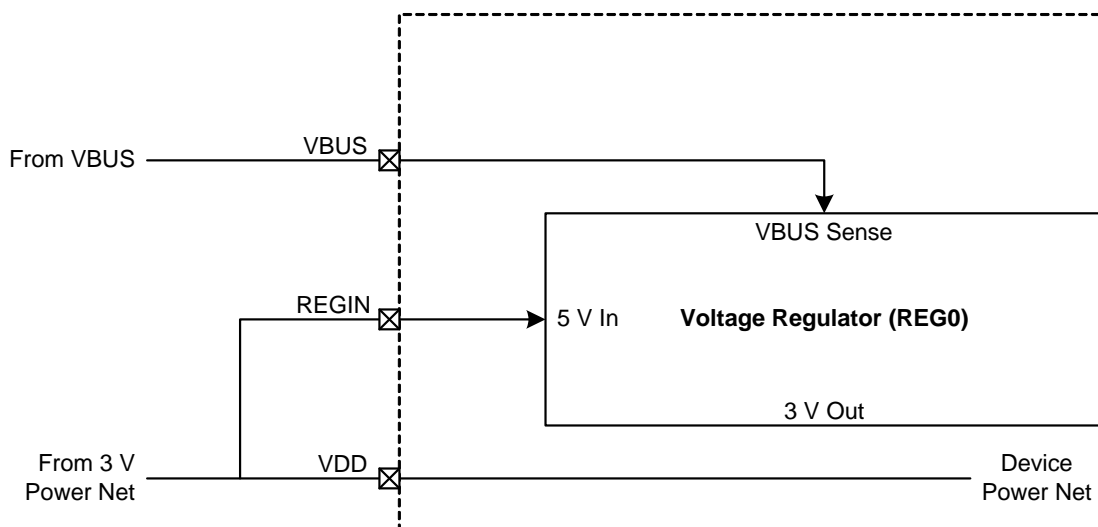 From VBUS
VBUS
VBUS Sense
REGIN
5 V In
Voltage Regulator (REG0)
3 V Out
From 3 V
Power Net
VDD
Device
Power Net